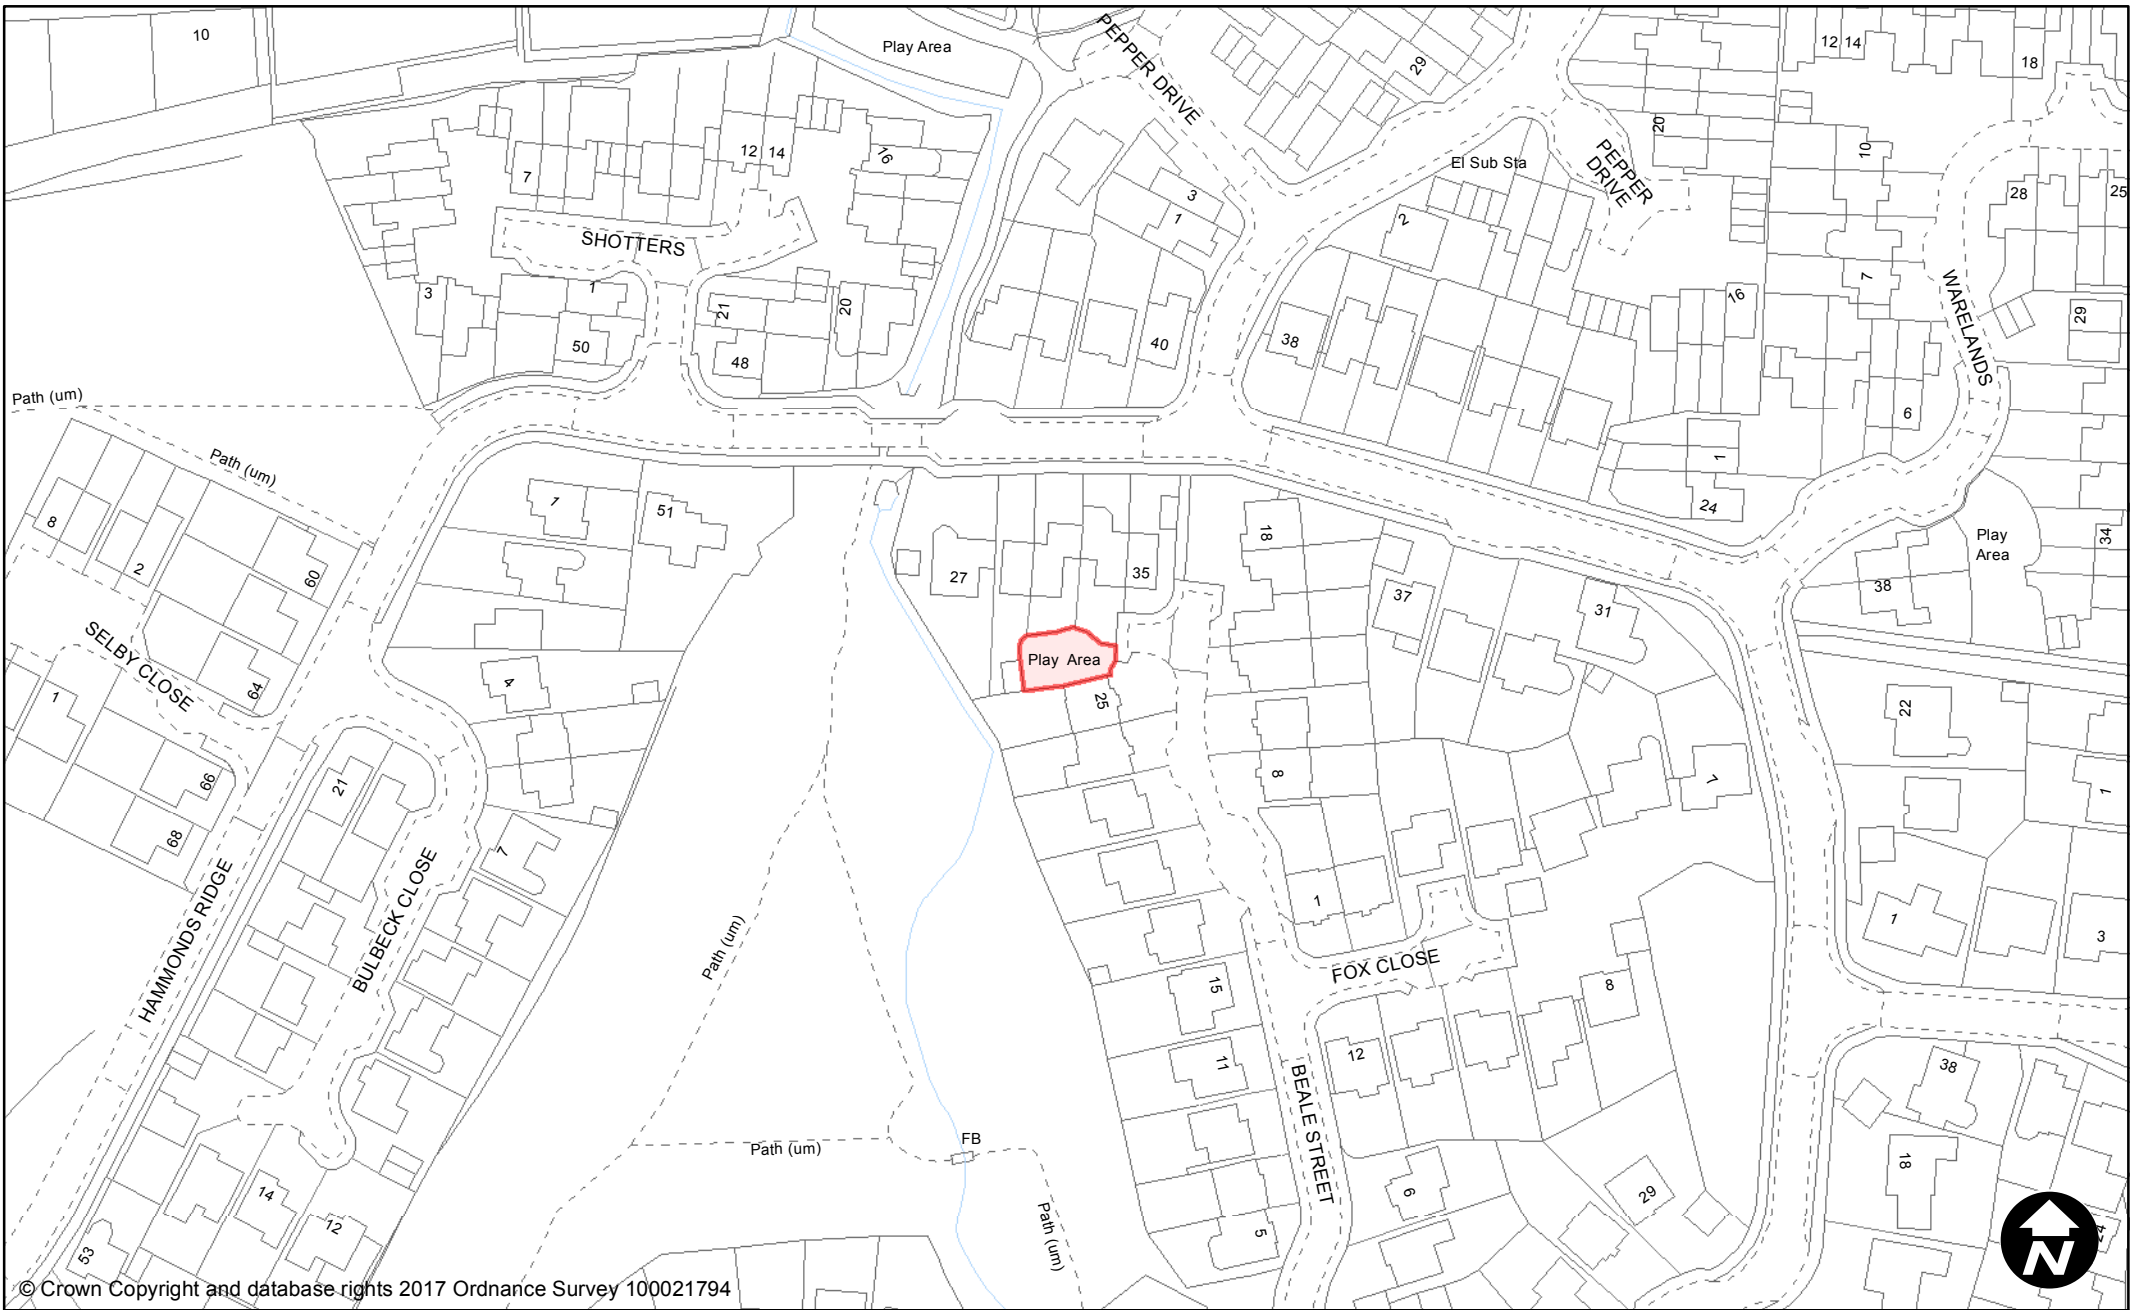 10
Play Area
PEPPER DRIVE
29
12 14
18
12 14
16
7
20
10
El Sub Sta
PEPPER
DRIVE
28
25
3
1
2
SHOTTERS
7
WARELANDS
3
1
21
20
16
29
50
48
40
38
6
Path (um)
Path (um)
1
24
8
2
60
1
51
18
Play
Area
34
27
35
37
31
38
SELBY CLOSE
64
4
Play Area
25
22
1
66
68
21
8
7
1
7
HAMMONDS RIDGE
BULBECK CLOSE
Path (um)
1
1
3
FOX CLOSE
15
8
11
12
BEALE STREET
38
FB
Path (um)
18
14
12
53
Path (um)
6
29
5
24
N
© Crown Copyright and database rights 2017 Ordnance Survey 100021794